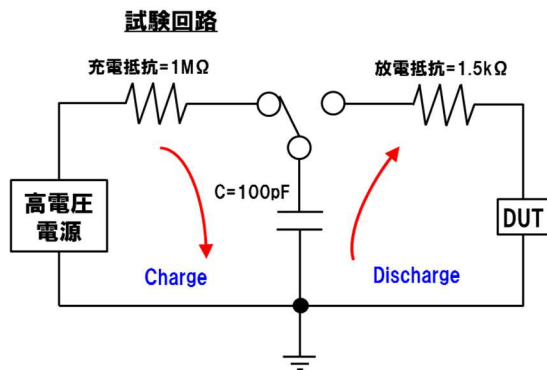 試験回路
充電抵抗=1MΩ
放電抵抗=1.5kΩ
C=100pF
高電圧
電源
DUT
Charge
Discharge